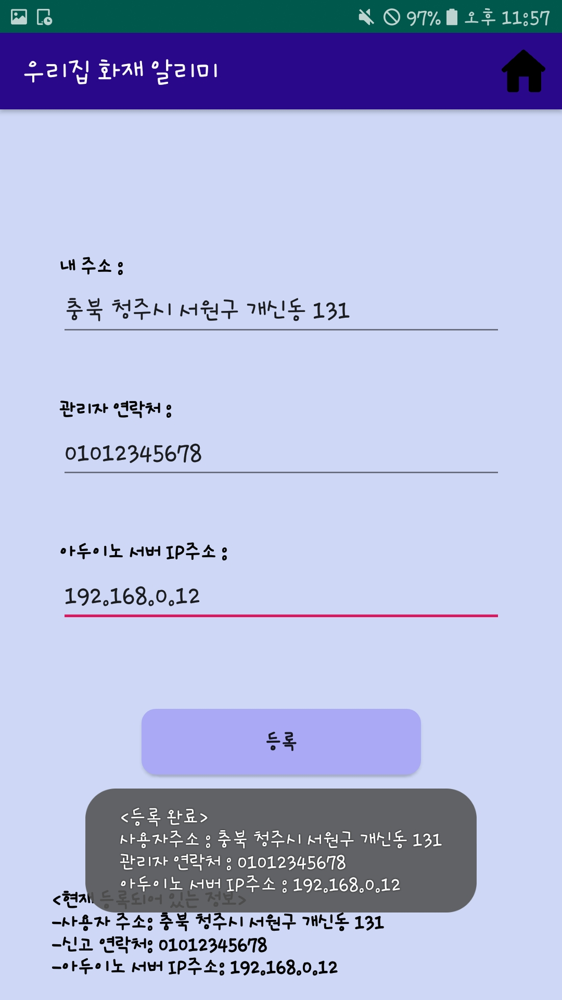 97% 오후 11:57
우리집 화재 알리미
내 주소 :
충북 청주시 서원구 개신동 131
관리자 연락처 :
01012345678
아두이노 서버 IP주소 :
192.168.0.12
등록
<등록 완료>
사용자주소 : 충북 청주시 서원구 개신동 131
관리자 연락처 : 01012345678
아두이노 서버 IP주소 : 192.168.0.12
<현재 등록되어 있는 정보>
-사용자 주소: 충북 청주시 서원구 개신동 131
-신고 연락처: 01012345678
-아두이노 서버 IP주소: 192.168.0.12